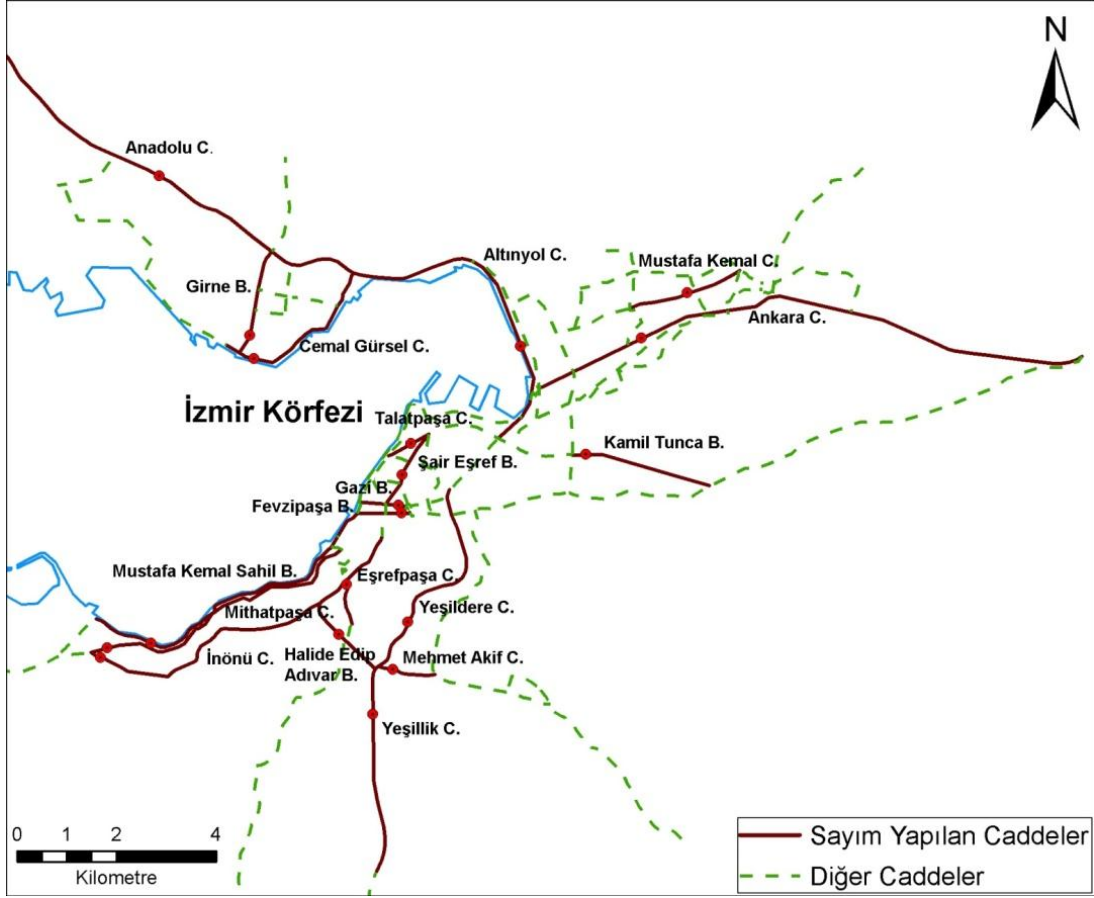 N
Anadolu C.
Altınyol C.
Mustafa Kemal C.
Girne B.
Ankara C.
Cemal Gürsel C.
İzmir Körfezi
Talatpaşa C.
Kamil Tunca B.
Şair Eşref B.
Gazi B.
Fevzipaşa B.
Mustafa Kemal Sahil B.
Eşrefpaşa C.
Mithatpaşa C.
Yeşildere C.
İnönü C.
Halide Edip
Adıvar B.
Mehmet Akif C.
Yeşillik C.
0 1 2 4
Kilometre
Sayım Yapılan Caddeler
Diğer Caddeler